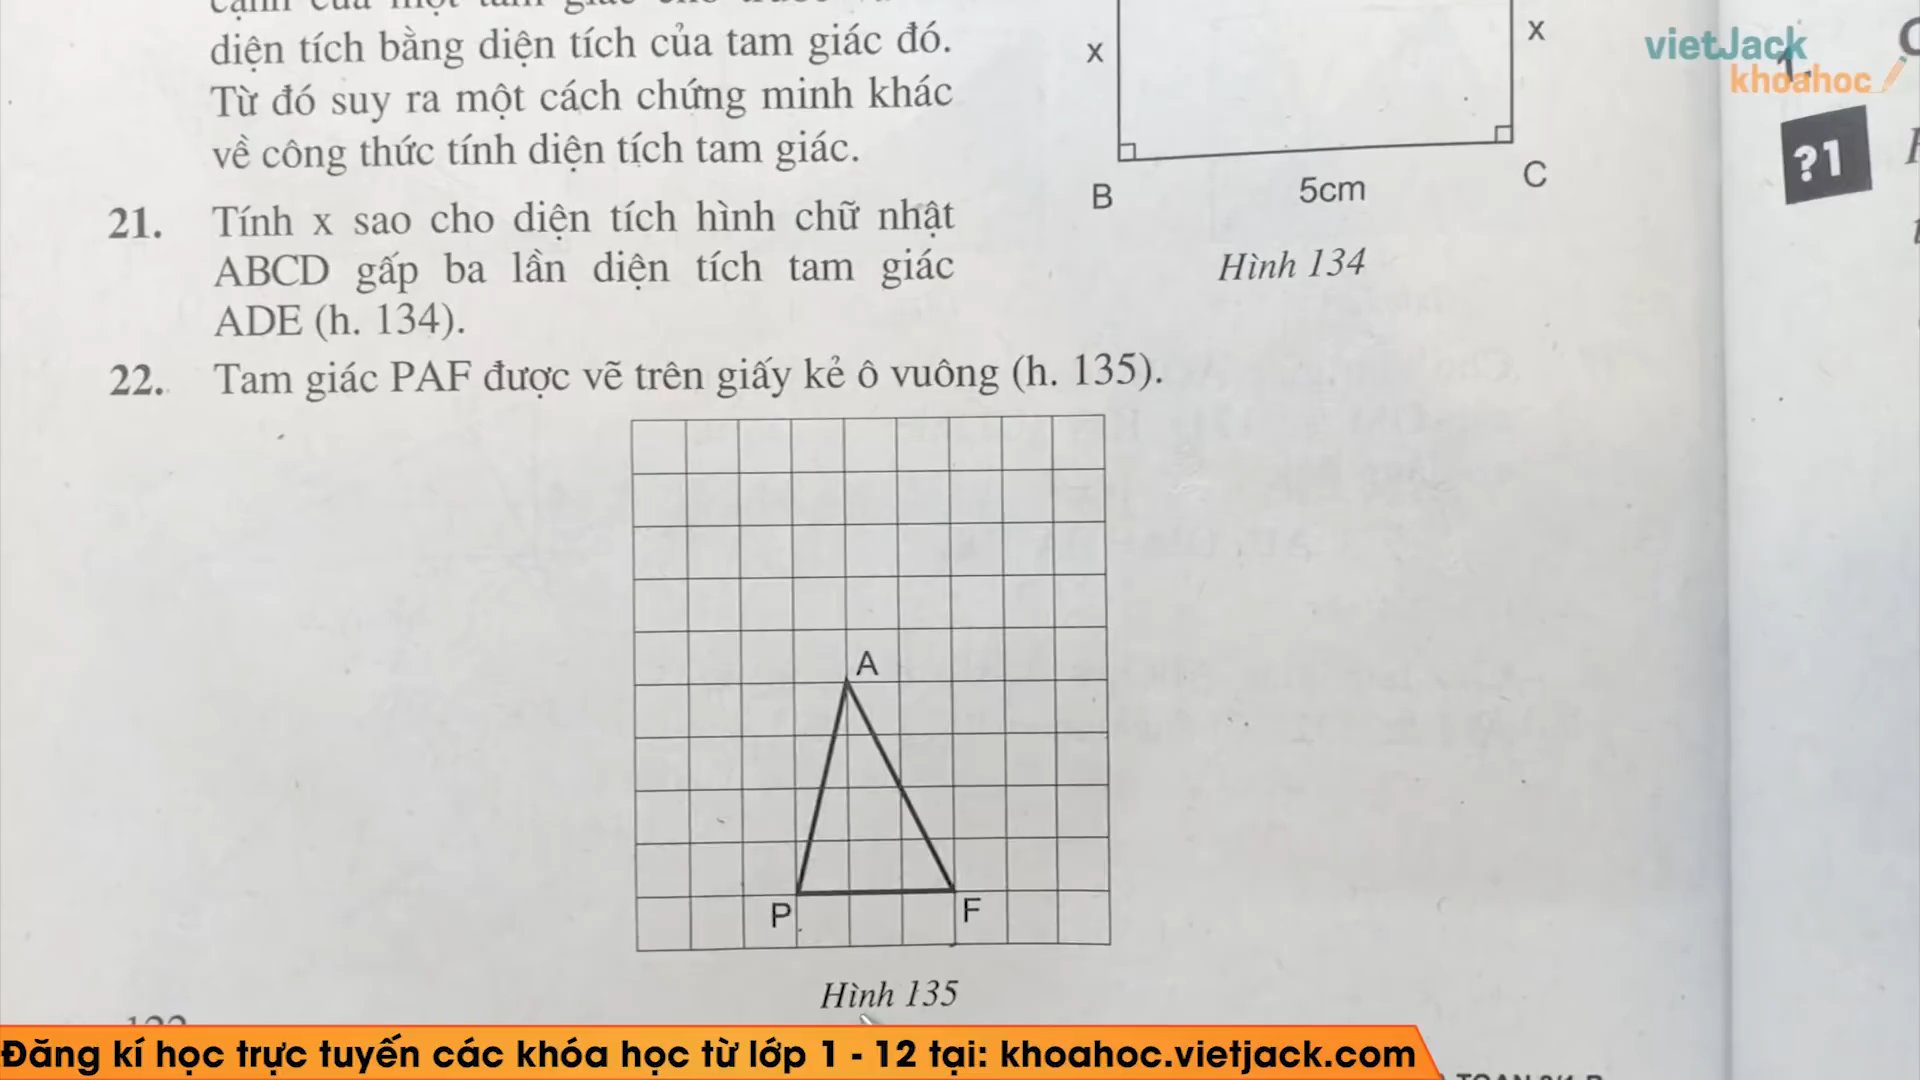 diện tích bằng diện tích của tam giác đó.
Từ đó suy ra một cách chứng minh khác
về công thức tính diện tích tam giác.
21. Tính x sao cho diện tích hình chữ nhật
ABCD gấp ba lần diện tích tam giác
ADE (h. 134).
x
x
B
5cm
C
Hình 134
22. Tam giác PAF được vẽ trên giấy kẻ ô vuông (h. 135).
A
P
F
Hình 135
vietJack
khoahoc
?1
Đăng kí học trực tuyến các khóa học từ lớp 1 - 12 tại: khoahoc.vietjack.com